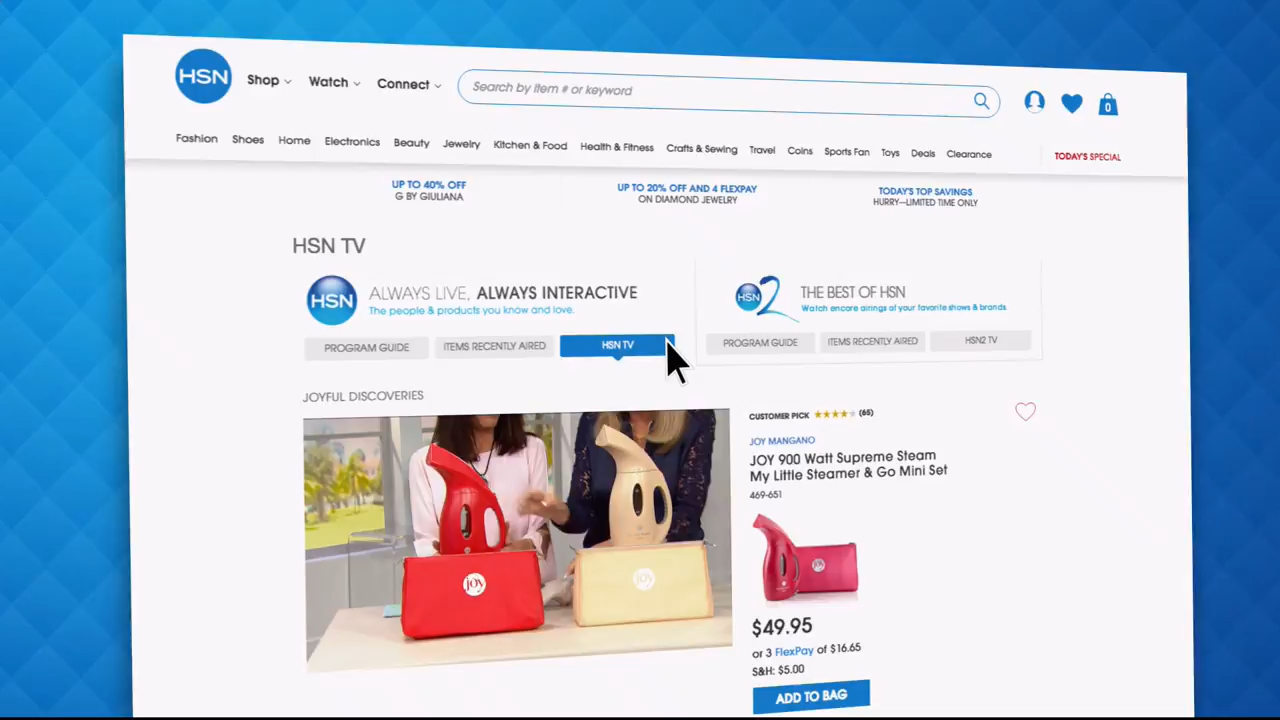 HSN
Shop
Watch
Connect
Search by item # or keyword
0
Fashion
Shoes
Home
Electronics
Beauty
Jewelry
Kitchen & Food
Health & Fitness
Crafts & Sewing
Travel
Coins
Sports Fan
Toys
Deals
Clearance
TODAY'S SPECIAL
UP TO 40% OFF
G BY GIULIANA
UP TO 20% OFF AND 4 FLEXPAY
ON DIAMOND JEWELRY
TODAY'S TOP SAVINGS
HURRY—LIMITED TIME ONLY
HSN TV
HSN
ALWAYS LIVE, ALWAYS INTERACTIVE
The people & products you know and love.
PROGRAM GUIDE
ITEMS RECENTLY AIRED
HSN TV
HSN2
THE BEST OF HSN
Watch encore airings of your favorite shows & brands.
PROGRAM GUIDE
ITEMS RECENTLY AIRED
HSN2 TV
JOYFUL DISCOVERIES
JOY
JOY
CUSTOMER PICK
(65)
JOY MANGANO
JOY 900 Watt Supreme Steam
My Little Steamer & Go Mini Set
469-651
JOY
$49.95
or 3 FlexPay of $16.65
S&H: $5.00
ADD TO BAG